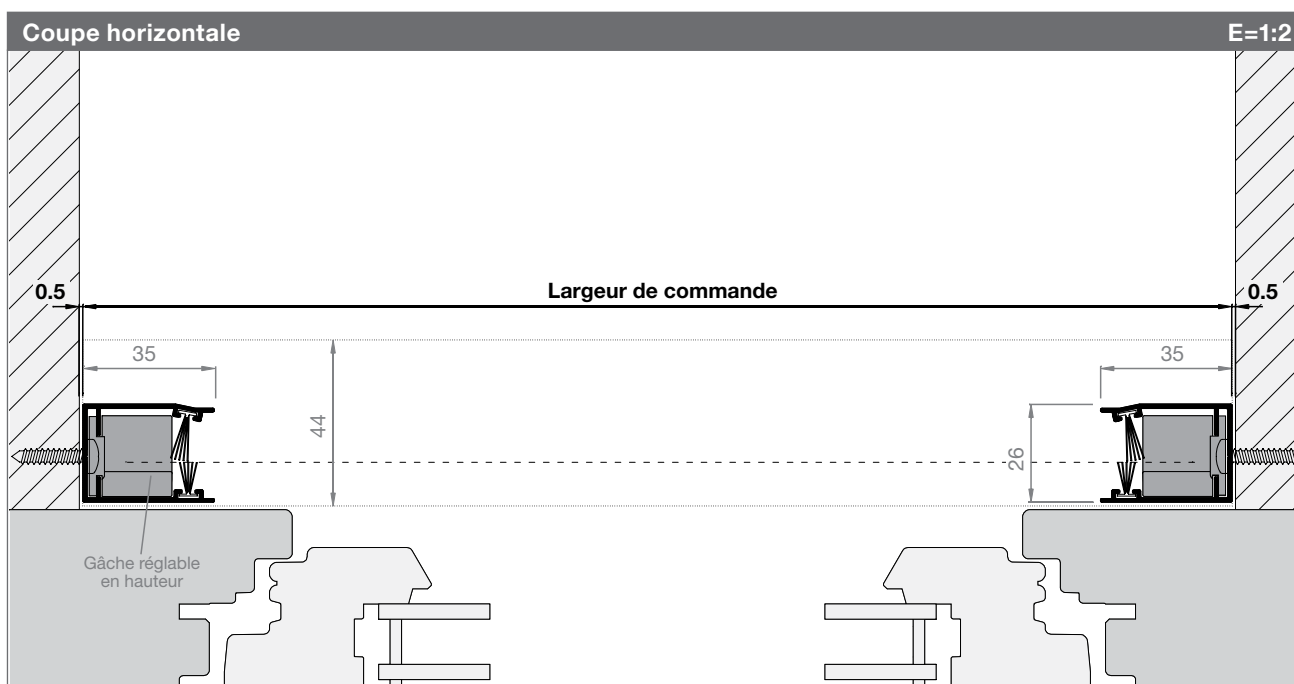 Coupe horizontale E=1:2
0.5 Largeur de commande 0.5
35 35
44
26
Gâche réglable
en hauteur